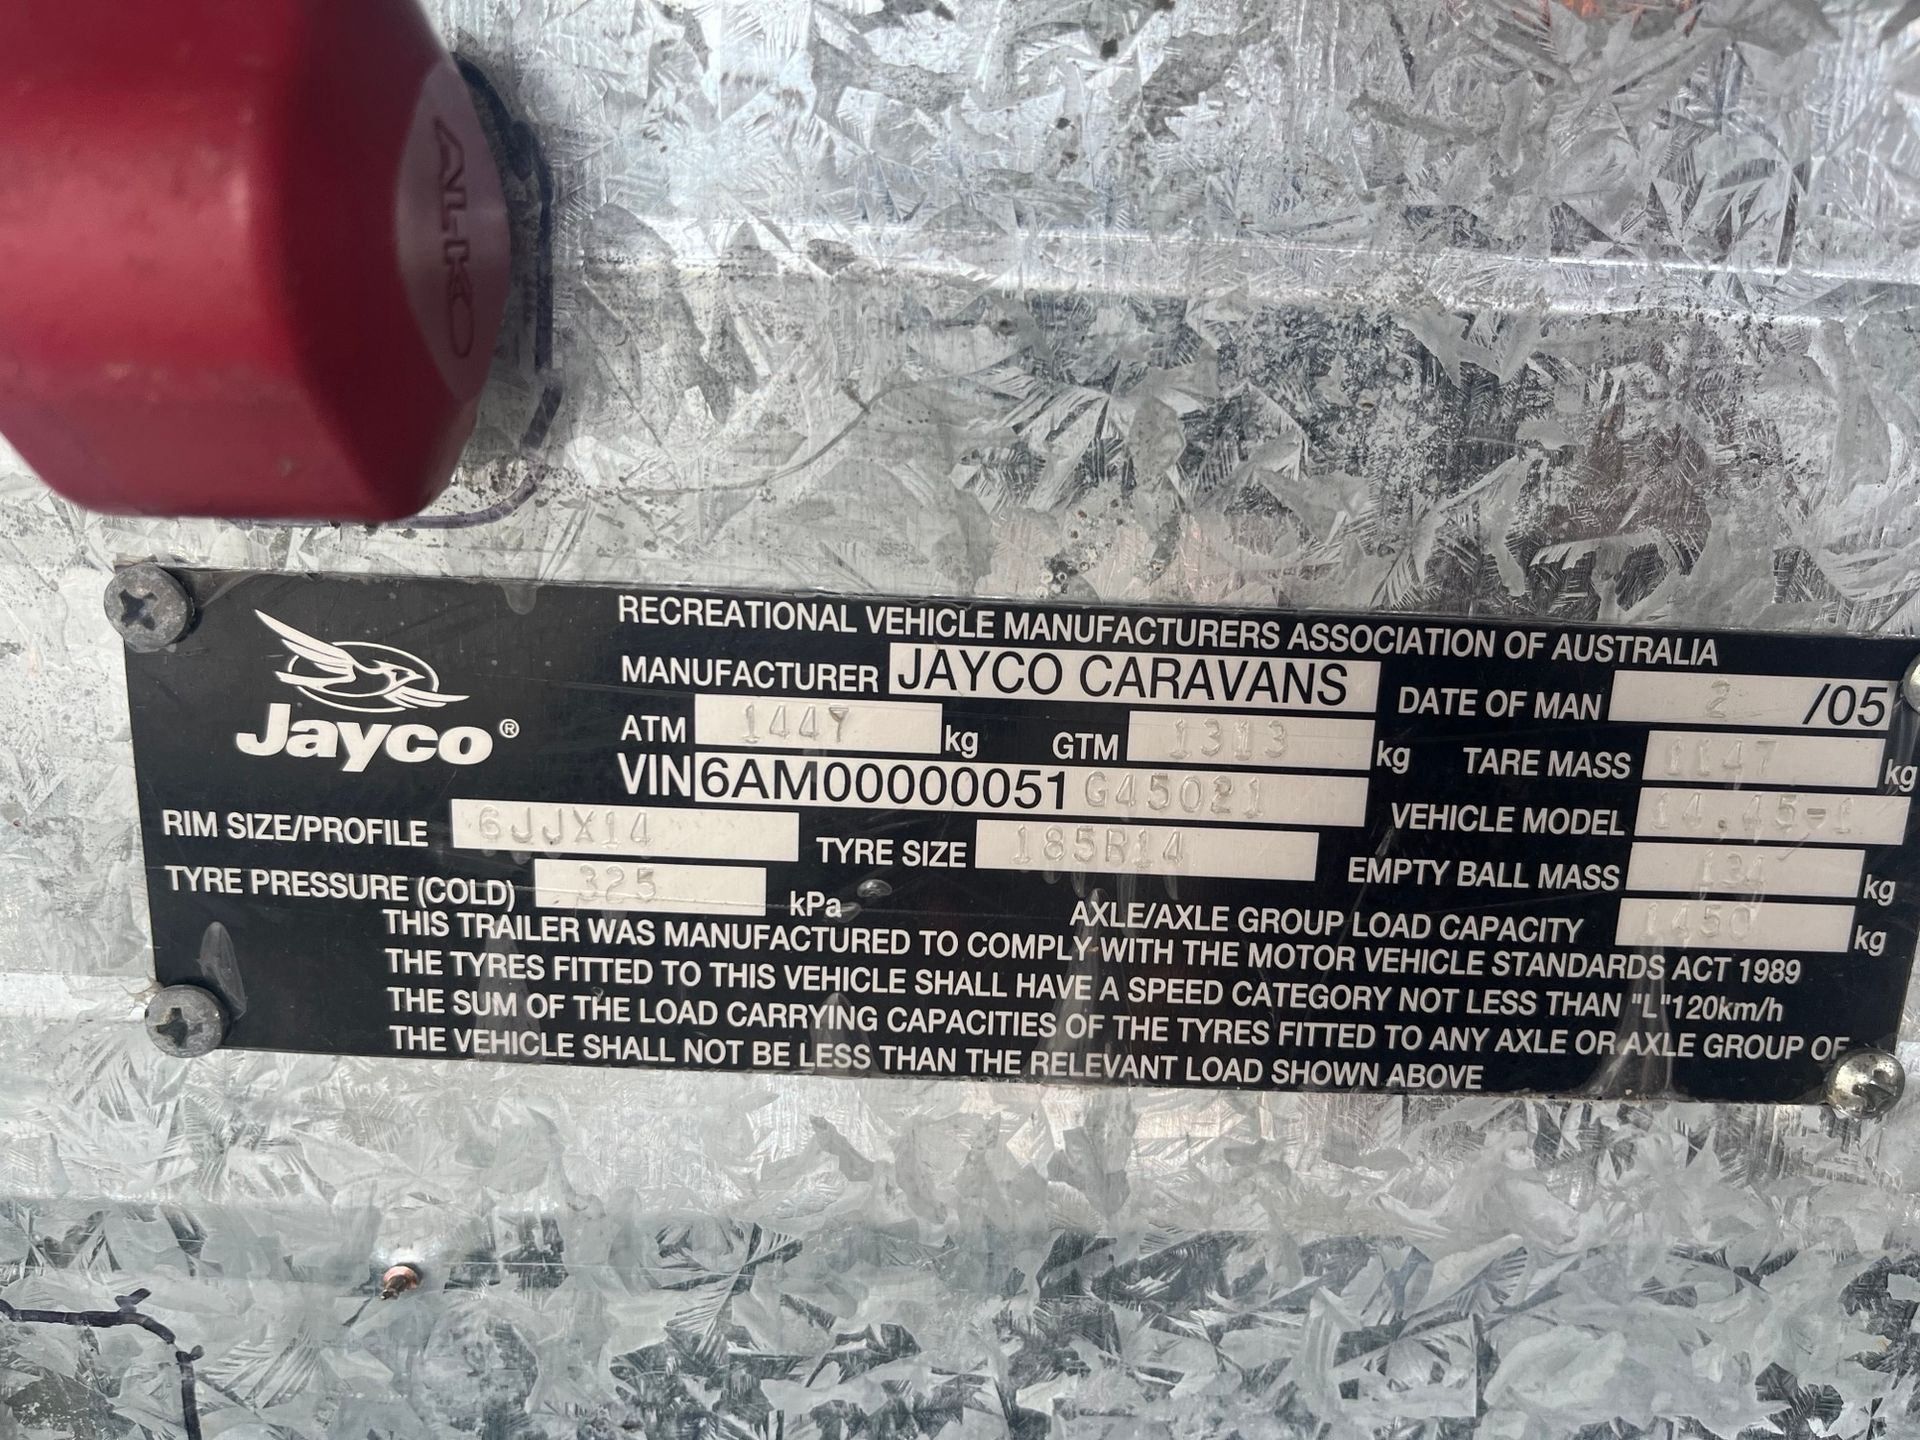 ALKO
RECREATIONAL VEHICLE MANUFACTURERS ASSOCIATION OF AUSTRALIA
Jayco®
MANUFACTURER JAYCO CARAVANS DATE OF MAN 2 /05
ATM 1447 kg GTM 1313 kg TARE MASS 1147 kg
VIN 6AM00000051G45021 VEHICLE MODEL 14.45-1
RIM SIZE/PROFILE 6JJX14 TYRE SIZE 185R14 EMPTY BALL MASS 134 kg
TYRE PRESSURE (COLD) 325 kPa AXLE/AXLE GROUP LOAD CAPACITY 1450 kg
THIS TRAILER WAS MANUFACTURED TO COMPLY WITH THE MOTOR VEHICLE STANDARDS ACT 1989
THE TYRES FITTED TO THIS VEHICLE SHALL HAVE A SPEED CATEGORY NOT LESS THAN "L"120km/h
THE SUM OF THE LOAD CARRYING CAPACITIES OF THE TYRES FITTED TO ANY AXLE OR AXLE GROUP OF
THE VEHICLE SHALL NOT BE LESS THAN THE RELEVANT LOAD SHOWN ABOVE